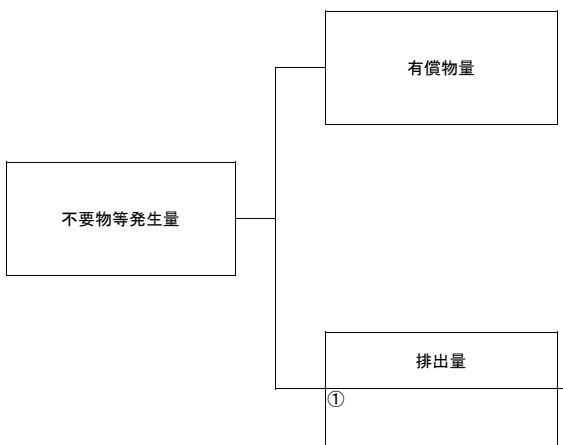 有償物量
不要物等発生量
排出量
①